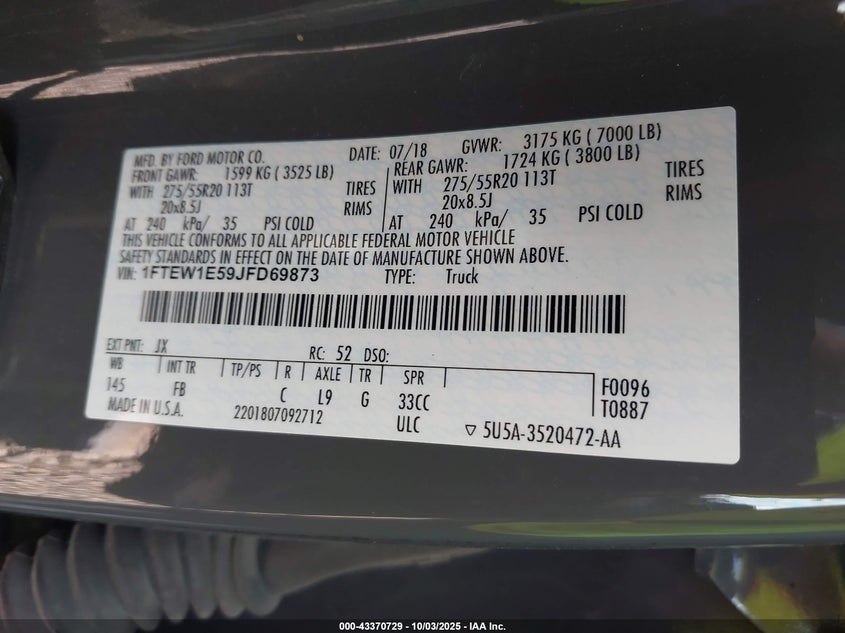 MFD. BY FORD MOTOR CO. DATE: 07/18 GVWR: 3175 KG ( 7000 LB)
FRONT GAWR: 1599 KG ( 3525 LB) REAR GAWR: 1724 KG ( 3800 LB)
WITH 275/55R20 113T TIRES WITH 275/55R20 113T TIRES
20x8.5J RIMS 20x8.5J RIMS
AT 240 kPa/ 35 PSI COLD AT 240 kPa/ 35 PSI COLD
THIS VEHICLE CONFORMS TO ALL APPLICABLE FEDERAL MOTOR VEHICLE
SAFETY STANDARDS IN EFFECT ON THE DATE OF MANUFACTURE SHOWN ABOVE.
VIN: 1FTEW1E59JFD69873 TYPE: Truck
EXT PNT: JX RC: 52 DSO:
WB INT TR TP/PS R AXLE TR SPR F0096
145 FB C L9 G 33CC T0887
MADE IN U.S.A. 2201807092712 ULC ▽ 5U5A-3520472-AA
000-43370729 - 10/03/2025 - IAA Inc.